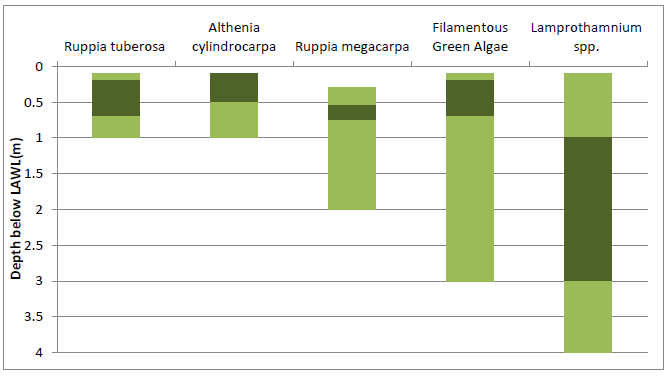 Ruppia tuberosa
Althenia
cylindrocarpa
Ruppia megacarpa
Filamentous
Green Algae
Lamprothamnium
spp.
Depth below LAWL(m)
0
0.5
1
1.5
2
2.5
3
3.5
4